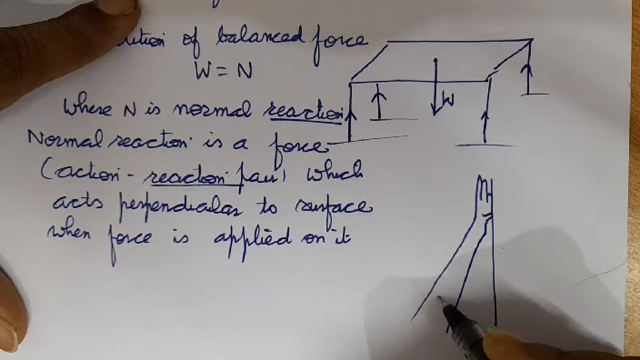 of balanced force
W = N
W
Where N is normal reaction
Normal reaction is a force
(action - reaction pair) which
acts perpendicular to surface
when force is applied on it